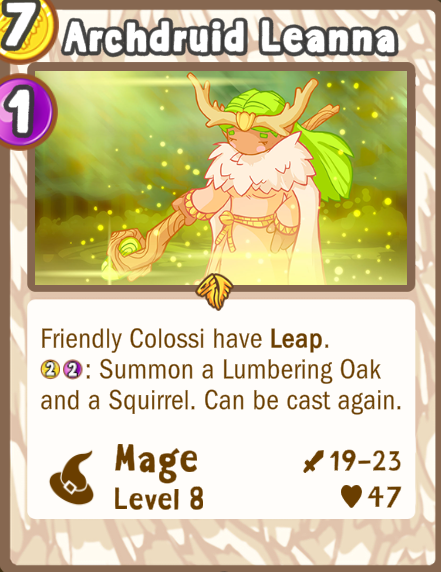 7
Archdruid Leanna
1
Friendly Colossi have Leap.
2 2: Summon a Lumbering Oak
and a Squirrel. Can be cast again.
Mage
19–23
Level 8
47